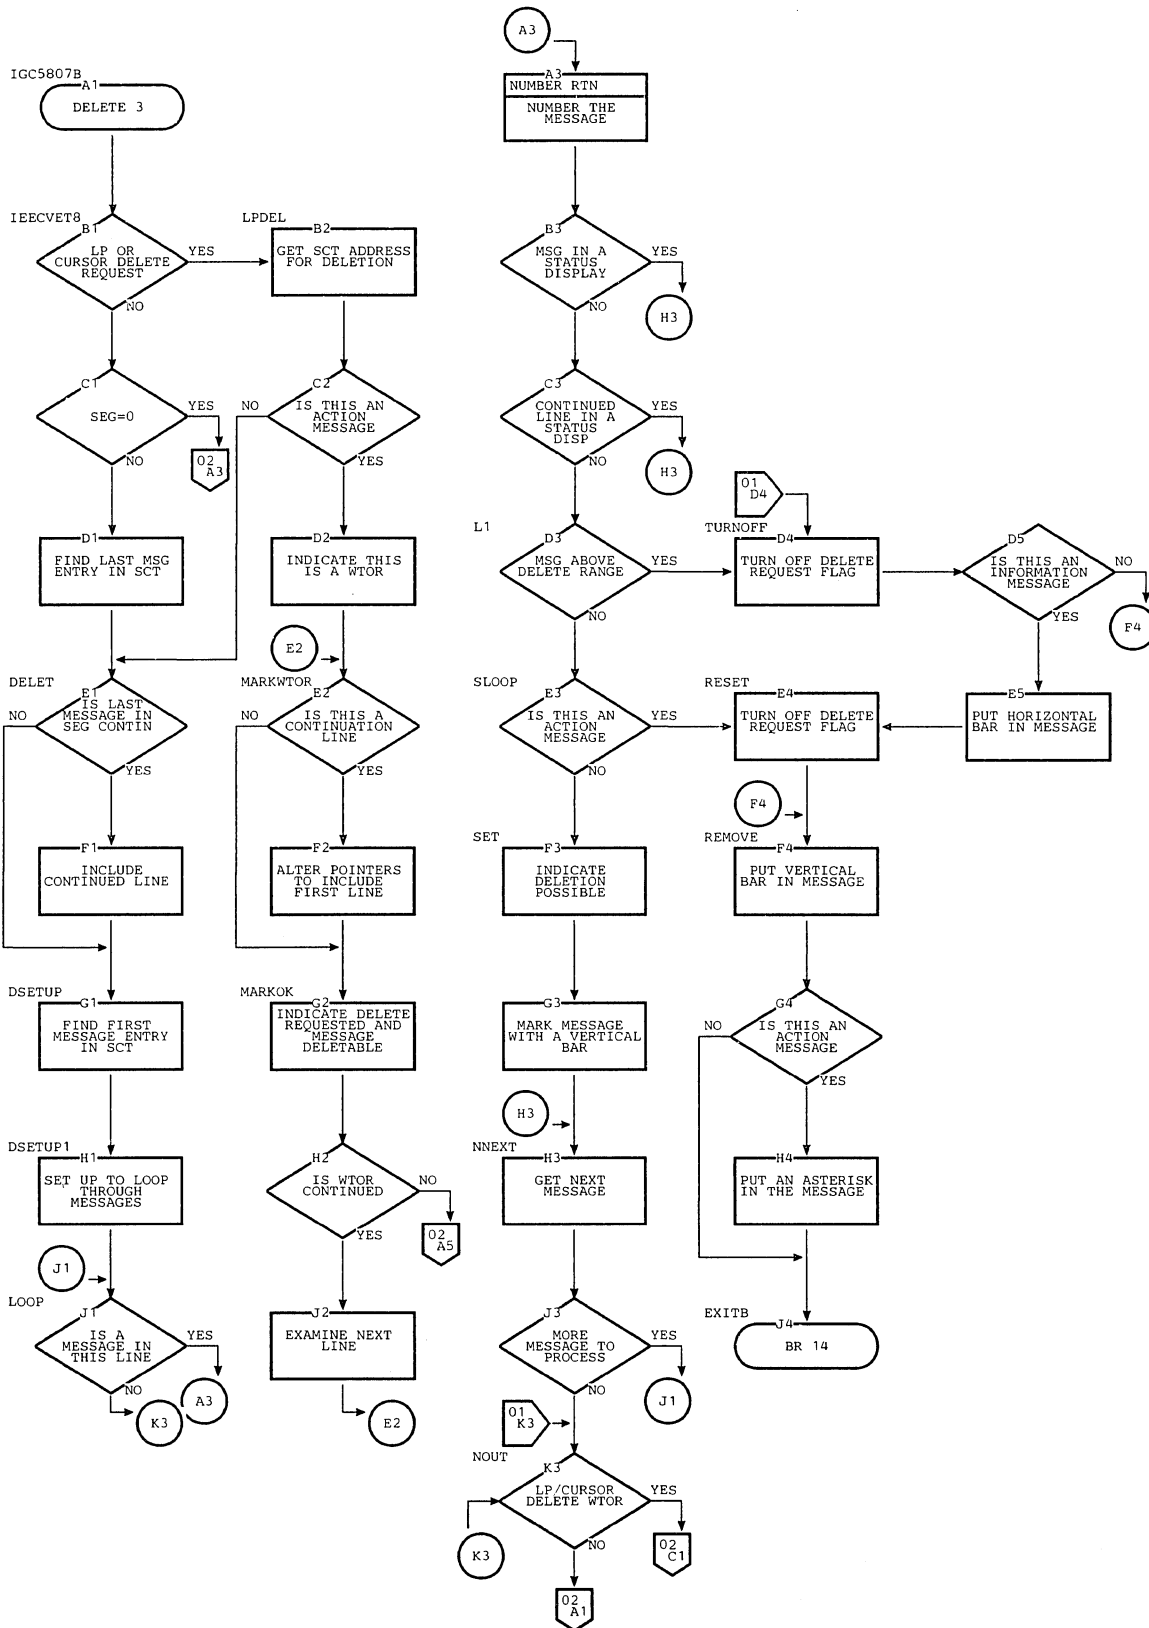 IGC5807B
A1
DELETE 3
IEECVET8
B1
LP OR
CURSOR DELETE
REQUEST
YES
NO
C1
SEG=0
YES
02
A3
NO
D1
FIND LAST MSG
ENTRY IN SCT
DELET
E1
IS LAST
MESSAGE IN
SEG CONTIN
NO
YES
F1
INCLUDE
CONTINUED LINE
DSETUP
G1
FIND FIRST
MESSAGE ENTRY
IN SCT
DSETUP1
H1
SET UP TO LOOP
THROUGH
MESSAGES
J1
LOOP
J1
IS A
MESSAGE IN
THIS LINE
YES
NO
K3
A3
LPDEL
B2
GET SCT ADDRESS
FOR DELETION
C2
IS THIS AN
ACTION
MESSAGE
NO
YES
D2
INDICATE THIS
IS A WTOR
E2
MARKWTOR
E2
IS THIS A
CONTINUATION
LINE
NO
YES
F2
ALTER POINTERS
TO INCLUDE
FIRST LINE
MARKOK
G2
INDICATE DELETE
REQUESTED AND
MESSAGE
DELETABLE
H2
IS WTOR
CONTINUED
NO
02
A5
YES
J2
EXAMINE NEXT
LINE
E2
A3
A3
NUMBER RTN
NUMBER THE
MESSAGE
B3
MSG IN A
STATUS
DISPLAY
YES
H3
NO
C3
CONTINUED
LINE IN A
STATUS
DISP
YES
H3
NO
L1
D3
MSG ABOVE
DELETE RANGE
YES
NO
SLOOP
E3
IS THIS AN
ACTION
MESSAGE
YES
NO
SET
F3
INDICATE
DELETION
POSSIBLE
G3
MARK MESSAGE
WITH A VERTICAL
BAR
H3
NNEXT
H3
GET NEXT
MESSAGE
J3
MORE
MESSAGE TO
PROCESS
YES
J1
NO
01
K3
NOUT
K3
LP/CURSOR
DELETE WTOR
YES
02
C1
K3
NO
02
A1
01
D4
TURNOFF
D4
TURN OFF DELETE
REQUEST FLAG
RESET
E4
TURN OFF DELETE
REQUEST FLAG
F4
REMOVE
F4
PUT VERTICAL
BAR IN MESSAGE
G4
IS THIS AN
ACTION
MESSAGE
NO
YES
H4
PUT AN ASTERISK
IN THE MESSAGE
EXITB
J4
BR 14
D5
IS THIS AN
INFORMATION
MESSAGE
NO
F4
YES
E5
PUT HORIZONTAL
BAR IN MESSAGE